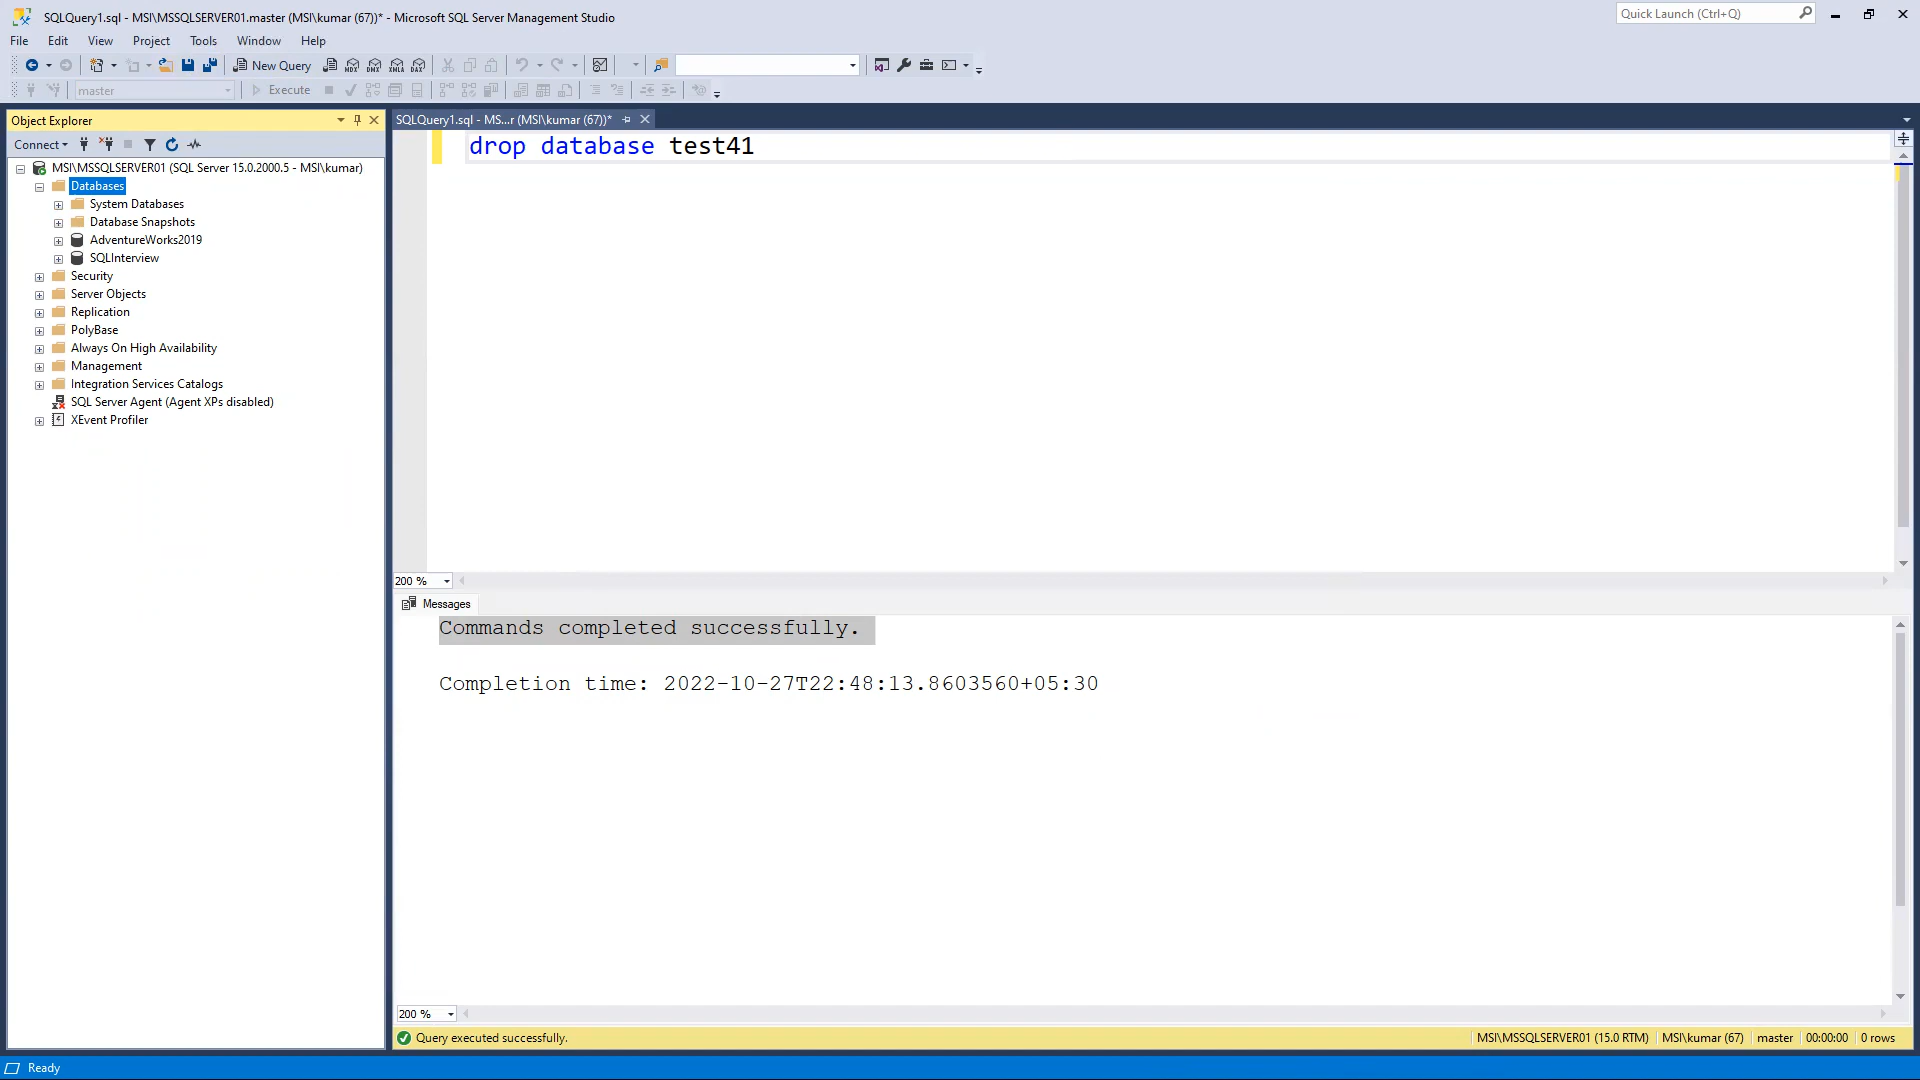 SQLQuery1.sql - MSI\MSSQLSERVER01.master (MSI\kumar (67))* - Microsoft SQL Server Management Studio
Quick Launch (Ctrl+Q)
File Edit View Project Tools Window Help
New Query
MDX DMX XMLA DAX
master
Execute
Object Explorer
SQLQuery1.sql - MS...r (MSI\kumar (67))*
Connect
drop database test41
MSI\MSSQLSERVER01 (SQL Server 15.0.2000.5 - MSI\kumar)
Databases
System Databases
Database Snapshots
AdventureWorks2019
SQLInterview
Security
Server Objects
Replication
PolyBase
Always On High Availability
Management
Integration Services Catalogs
SQL Server Agent (Agent XPs disabled)
XEvent Profiler
200 %
Messages
Commands completed successfully.
Completion time: 2022-10-27T22:48:13.8603560+05:30
200 %
Query executed successfully.
MSI\MSSQLSERVER01 (15.0 RTM) MSI\kumar (67) master 00:00:00 0 rows
Ready